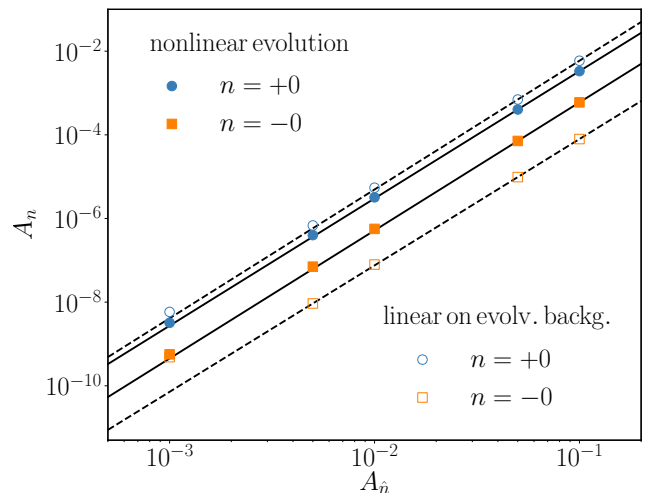 nonlinear evolution
n = +0
n = −0
linear on evolv. backg.
n = +0
n = −0
A_n
10^{−2}
10^{−4}
10^{−6}
10^{−8}
10^{−10}
10^{−3}
10^{−2}
10^{−1}
A_{n̂}